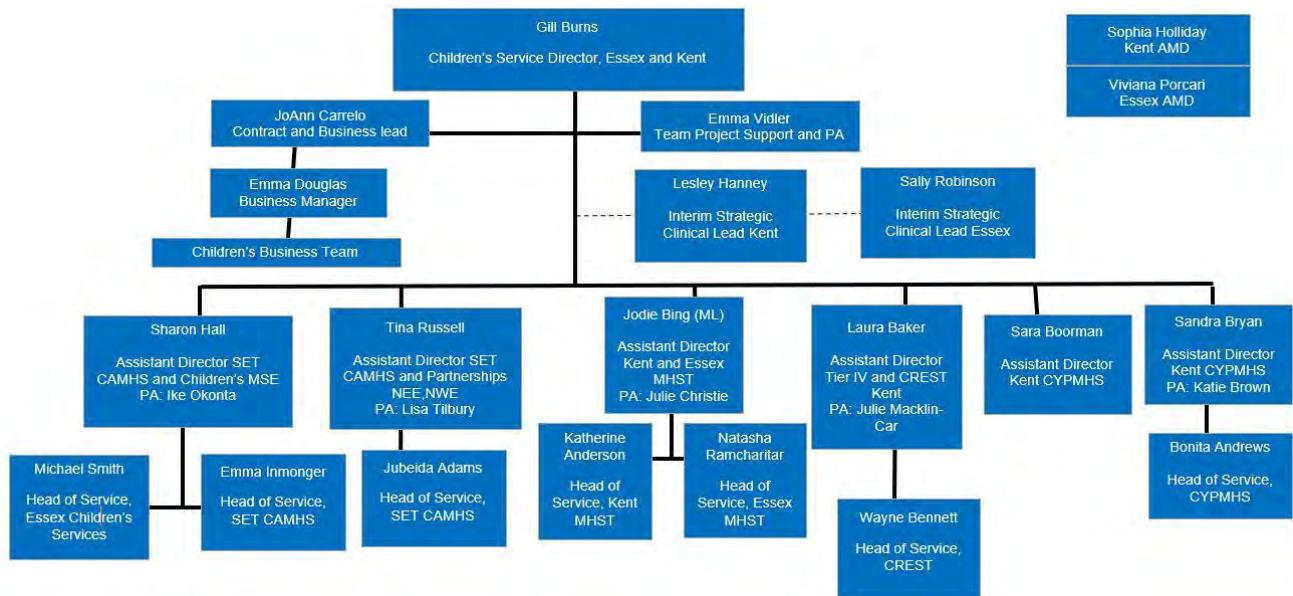 Gill Burns
Children's Service Director, Essex and Kent
Sophia Holliday
Kent AMD
Viviana Porcari
Essex AMD
JoAnn Carrelo
Contract and Business lead
Emma Vidler
Team Project Support and PA
Emma Douglas
Business Manager
Lesley Hanney
Interim Strategic
Clinical Lead Kent
Sally Robinson
Interim Strategic
Clinical Lead Essex
Children's Business Team
Sharon Hall
Assistant Director SET
CAMHS and Children's MSE
PA: Ike Okonta
Tina Russell
Assistant Director SET
CAMHS and Partnerships
NEE,NWE
PA: Lisa Tilbury
Jodie Bing (ML)
Assistant Director
Kent and Essex
MHST
PA: Julie Christie
Laura Baker
Assistant Director
Tier IV and CREST
Kent
PA: Julie Macklin-
Car
Sara Boorman
Assistant Director
Kent CYPMHS
Sandra Bryan
Assistant Director
Kent CYPMHS
PA: Katie Brown
Michael Smith
Head of Service,
Essex Children's
Services
Emma Inmonger
Head of Service,
SET CAMHS
Jubeida Adams
Head of Service,
SET CAMHS
Katherine
Anderson
Head of
Service, Kent
MHST
Natasha
Ramcharitar
Head of
Service, Essex
MHST
Wayne Bennett
Head of Service,
CREST
Bonita Andrews
Head of Service,
CYPMHS